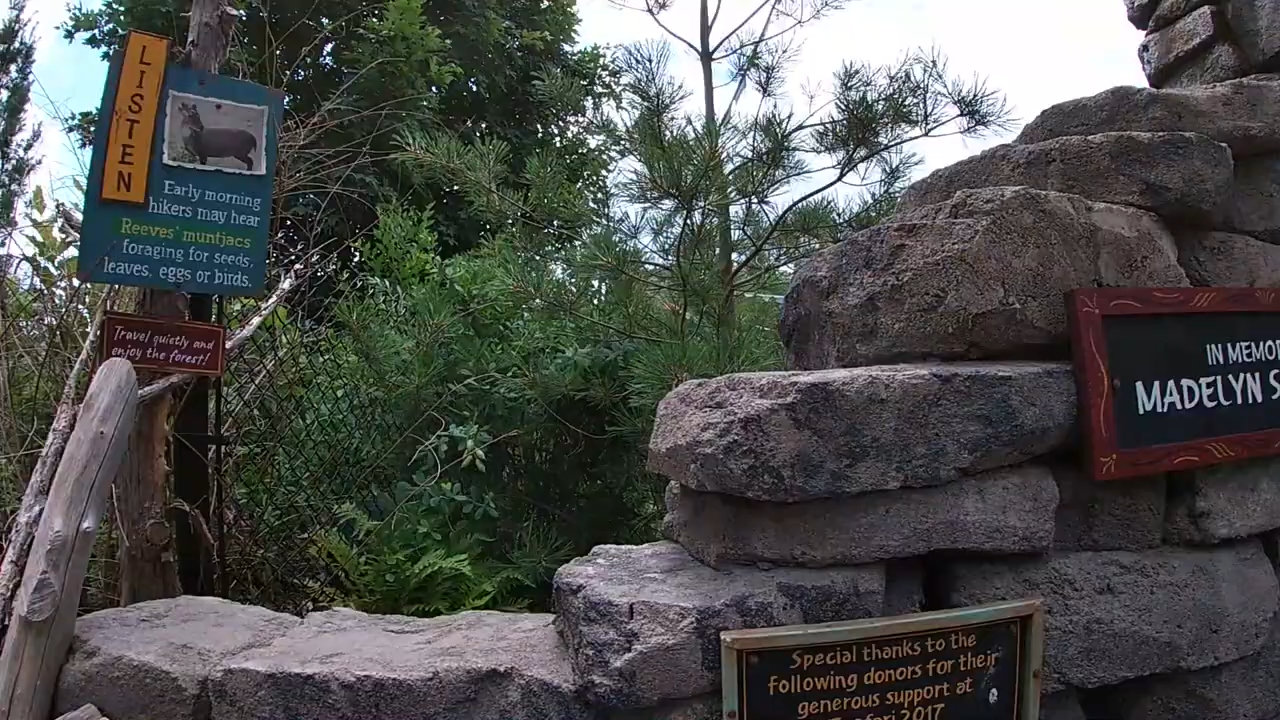 LISTEN
Early morning
hikers may hear
Reeves' muntjacs
foraging for seeds,
leaves, eggs or birds.
Travel quietly and
enjoy the forest!
IN MEMO
MADELYN S
Special thanks to the
following donors for their
generous support at
2017